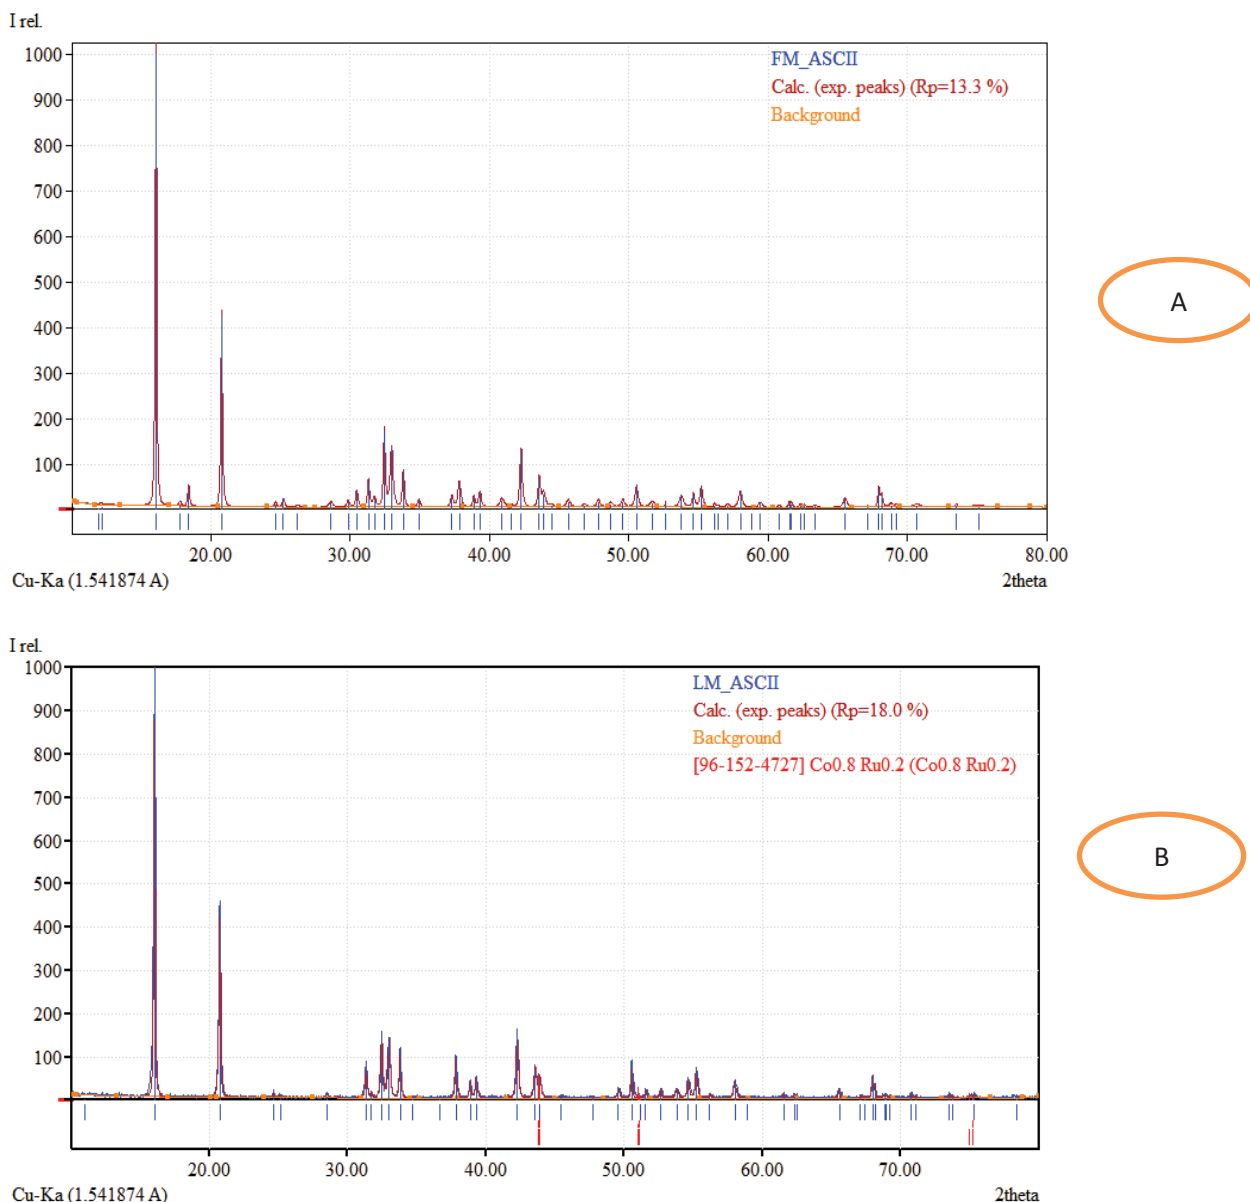 I rel.
FM_ASCII
Calc. (exp. peaks) (Rp=13.3 %)
Background
1000
900
800
700
600
500
400
300
200
100
20.00 30.00 40.00 50.00 60.00 70.00 80.00
Cu-Ka (1.541874 A) 2theta
A
I rel.
LM_ASCII
Calc. (exp. peaks) (Rp=18.0 %)
Background
[96-152-4727] Co0.8 Ru0.2 (Co0.8 Ru0.2)
1000
900
800
700
600
500
400
300
200
100
20.00 30.00 40.00 50.00 60.00 70.00
Cu-Ka (1.541874 A) 2theta
B